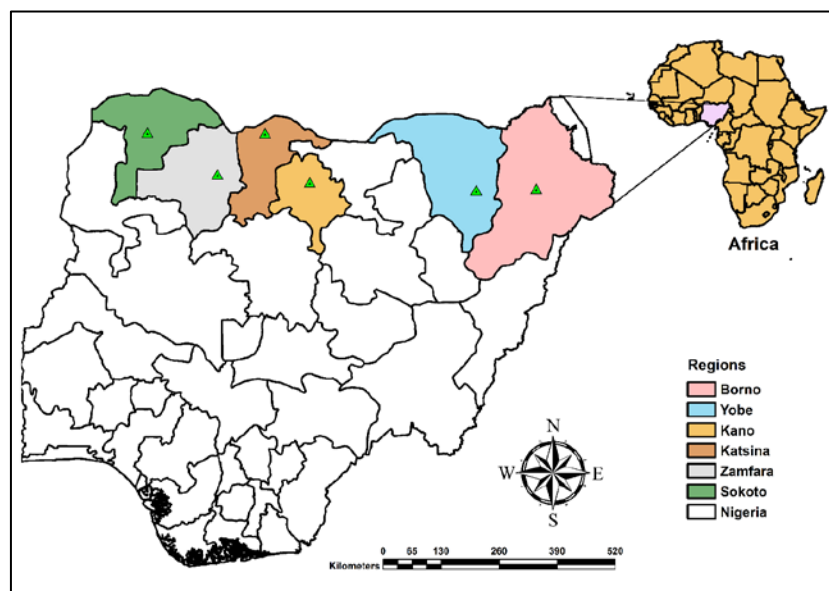 Africa
Regions
Borno
Yobe
Kano
Katsina
Zamfara
Sokoto
Nigeria
N
W E
S
0 65 130 260 390 520
Kilometers